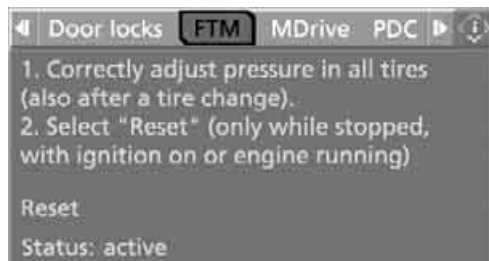 Door locks FTM MDrive PDC
1. Correctly adjust pressure in all tires
(also after a tire change).
2. Select "Reset" (only while stopped,
with ignition on or engine running)
Reset
Status: active